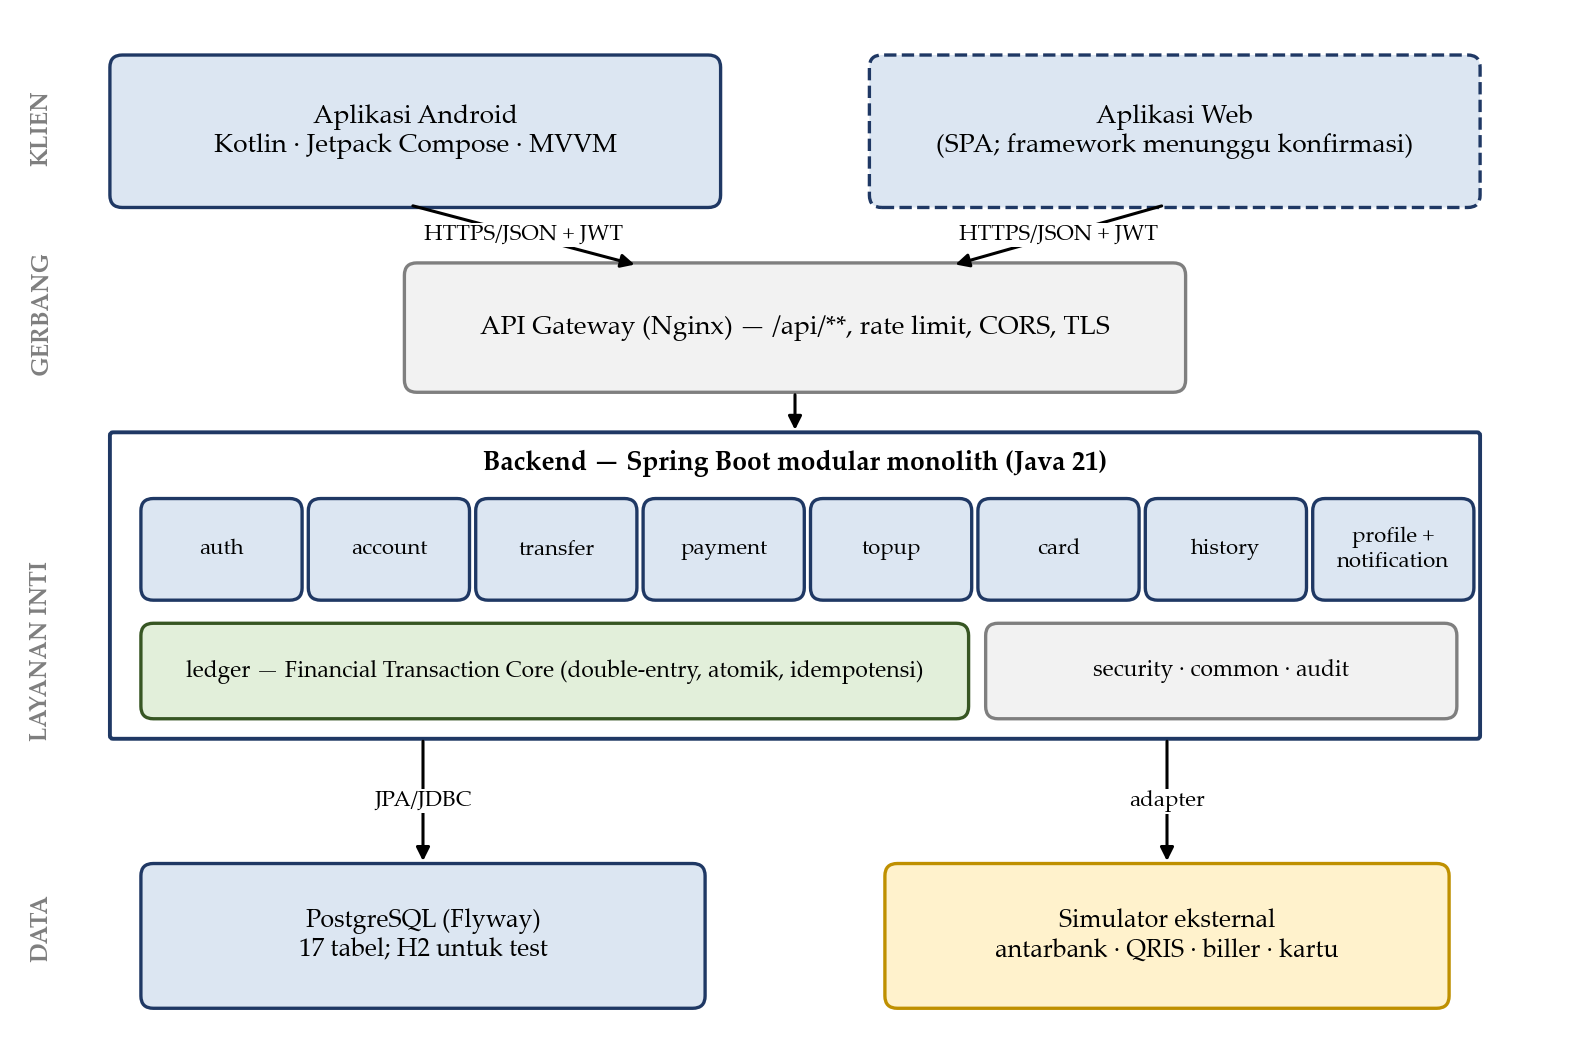 KLIEN
Aplikasi Android
Kotlin · Jetpack Compose · MVVM
Aplikasi Web
(SPA; framework menunggu konfirmasi)
HTTPS/JSON + JWT
HTTPS/JSON + JWT
GERBANG
API Gateway (Nginx) — /api/**, rate limit, CORS, TLS
LAYANAN INTI
Backend — Spring Boot modular monolith (Java 21)
auth
account
transfer
payment
topup
card
history
profile +
notification
ledger — Financial Transaction Core (double-entry, atomik, idempotensi)
security · common · audit
JPA/JDBC
adapter
DATA
PostgreSQL (Flyway)
17 tabel; H2 untuk test
Simulator eksternal
antarbank · QRIS · biller · kartu